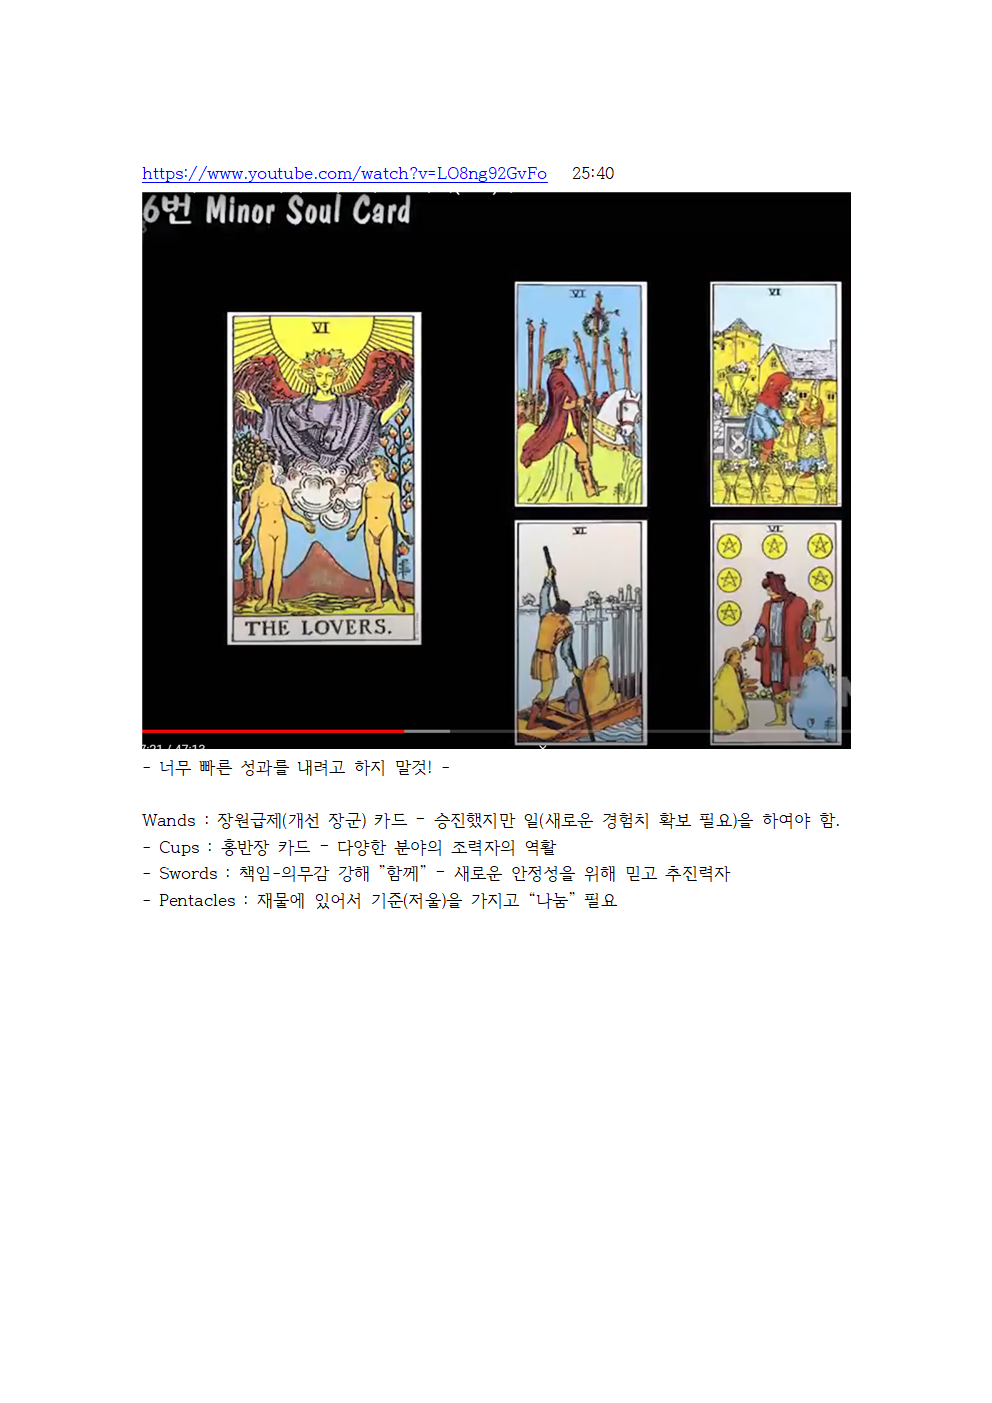 https://www.youtube.com/watch?v=LO8ng92GvFo 25:40
6번 Minor Soul Card
VI
THE LOVERS.
VI
VI
VI
VI
7:21 / 47:13
- 너무 빠른 성과를 내려고 하지 말것! -
Wands : 장원급제(개선 장군) 카드 - 승진했지만 일(새로운 경험치 확보 필요)을 하여야 함.
- Cups : 홍반장 카드 - 다양한 분야의 조력자의 역활
- Swords : 책임-의무감 강해 ”함께” - 새로운 안정성을 위해 믿고 추진력자
- Pentacles : 재물에 있어서 기준(저울)을 가지고 “나눔” 필요